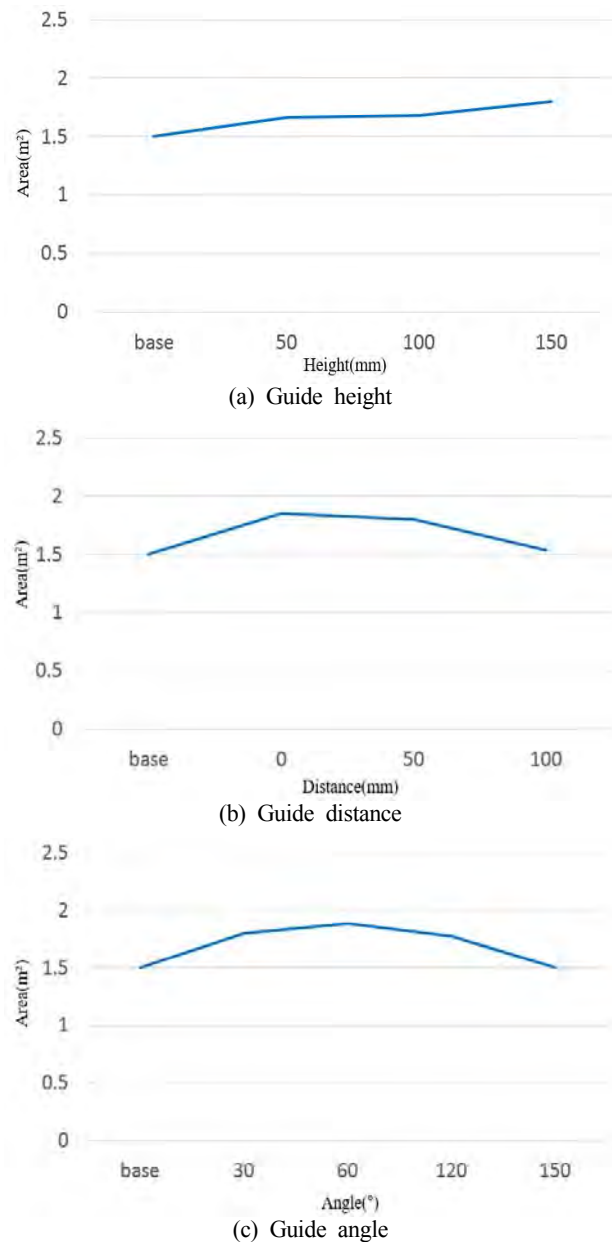 2.5
2
1.5
1
0.5
0
Area(m²)
base 50 100 150
Height(mm)
(a) Guide height
2.5
2
1.5
1
0.5
0
Area(m²)
base 0 50 100
Distance(mm)
(b) Guide distance
2.5
2
1.5
1
0.5
0
Area(m²)
base 30 60 120 150
Angle(°)
(c) Guide angle